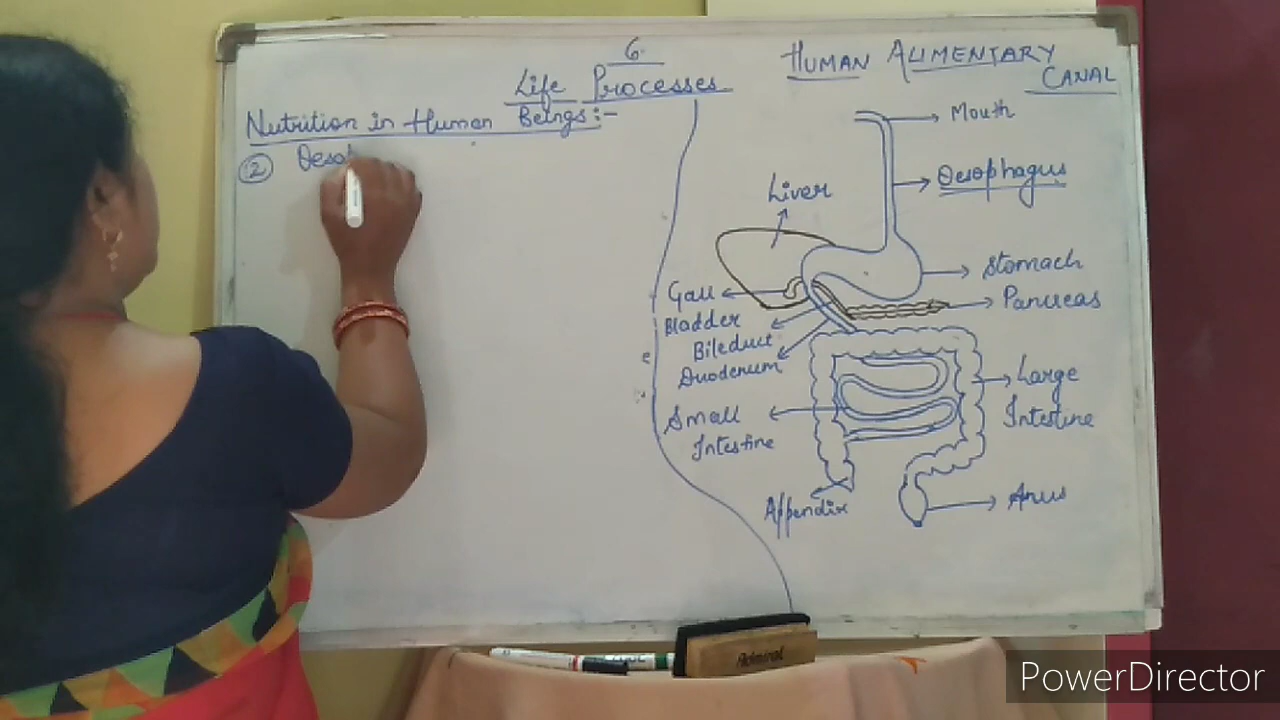 6.
Life Processes
Nutrition in Human Beings:-
② Oesop
HUMAN ALIMENTARY
CANAL
Mouth
Oesophagus
Liver
Stomach
Pancreas
Gall
Bladder
Bileduct
Duodenum
Large
Intestine
Small
Intestine
Appendix
Anus
Admiral
PowerDirector